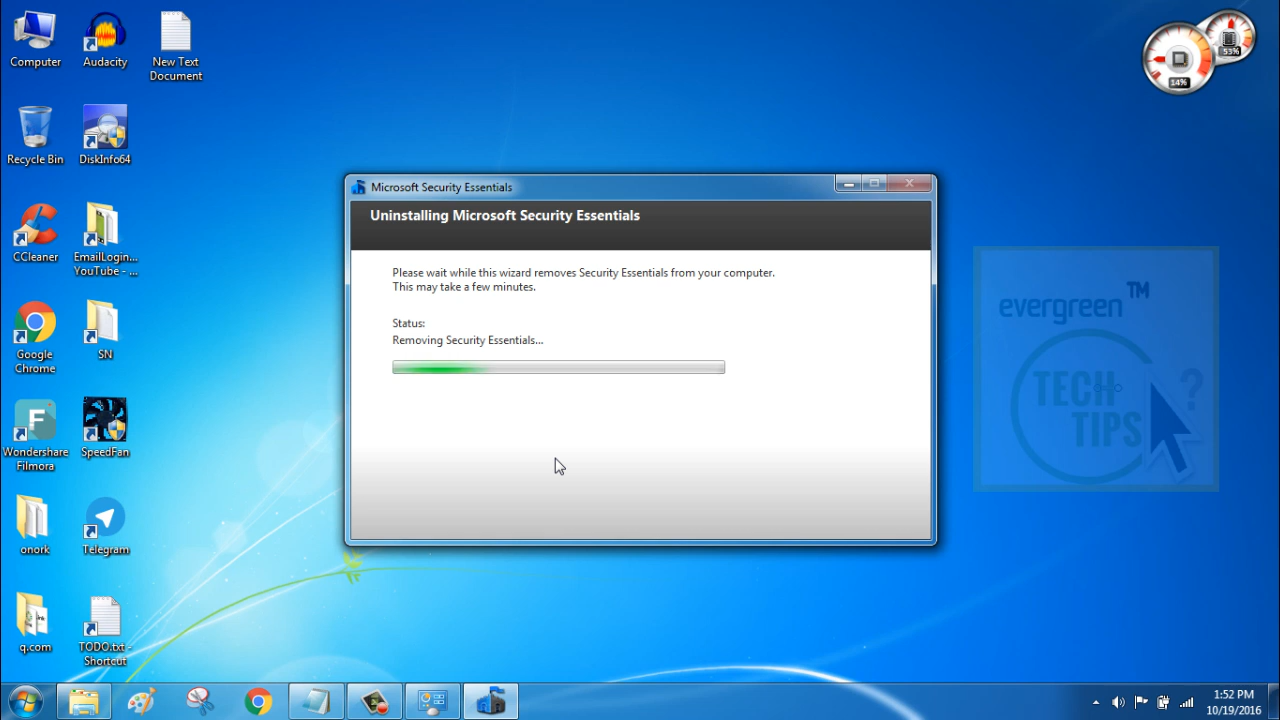 Computer
Audacity
New Text
Document
Recycle Bin
DiskInfo64
CCleaner
EmailLogin...
YouTube - ...
Google
Chrome
SN
Wondershare
Filmora
SpeedFan
onork
Telegram
q.com
TODO.txt -
Shortcut
53%
14%
Microsoft Security Essentials
Uninstalling Microsoft Security Essentials
Please wait while this wizard removes Security Essentials from your computer.
This may take a few minutes.
Status:
Removing Security Essentials...
evergreen™
TECH
TIPS
?
1:52 PM
10/19/2016